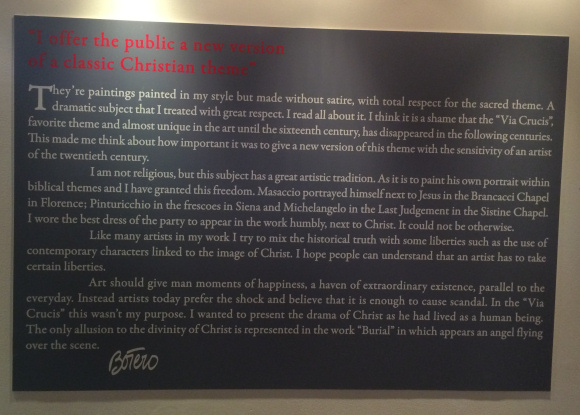 "I offer the public a new version
of a classic Christian theme"
They're paintings painted in my style but made without satire, with total respect for the sacred theme. A
dramatic subject that I treated with great respect. I read all about it. I think it is a shame that the "Via Crucis",
favorite theme and almost unique in the art until the sixteenth century, has disappeared in the following centuries.
This made me think about how important it was to give a new version of this theme with the sensitivity of an artist
of the twentieth century.
I am not religious, but this subject has a great artistic tradition. As it is to paint his own portrait within
biblical themes and I have granted this freedom. Masaccio portrayed himself next to Jesus in the Brancacci Chapel
in Florence; Pinturicchio in the frescoes in Siena and Michelangelo in the Last Judgement in the Sistine Chapel.
I wore the best dress of the party to appear in the work humbly, next to Christ. It could not be otherwise.
Like many artists in my work I try to mix the historical truth with some liberties such as the use of
contemporary characters linked to the image of Christ. I hope people can understand that an artist has to take
certain liberties.
Art should give man moments of happiness, a haven of extraordinary existence, parallel to the
everyday. Instead artists today prefer the shock and believe that it is enough to cause scandal. In the "Via
Crucis" this wasn't my purpose. I wanted to present the drama of Christ as he had lived as a human being.
The only allusion to the divinity of Christ is represented in the work "Burial" in which appears an angel flying
over the scene.
Botero